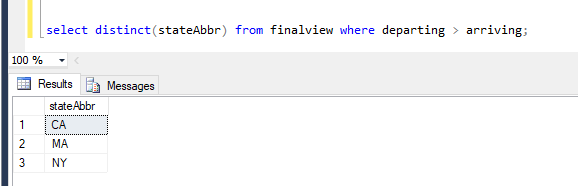 select distinct(stateAbbr) from finalview where departing > arriving;
100 %
Results Messages
stateAbbr
1 CA
2 MA
3 NY